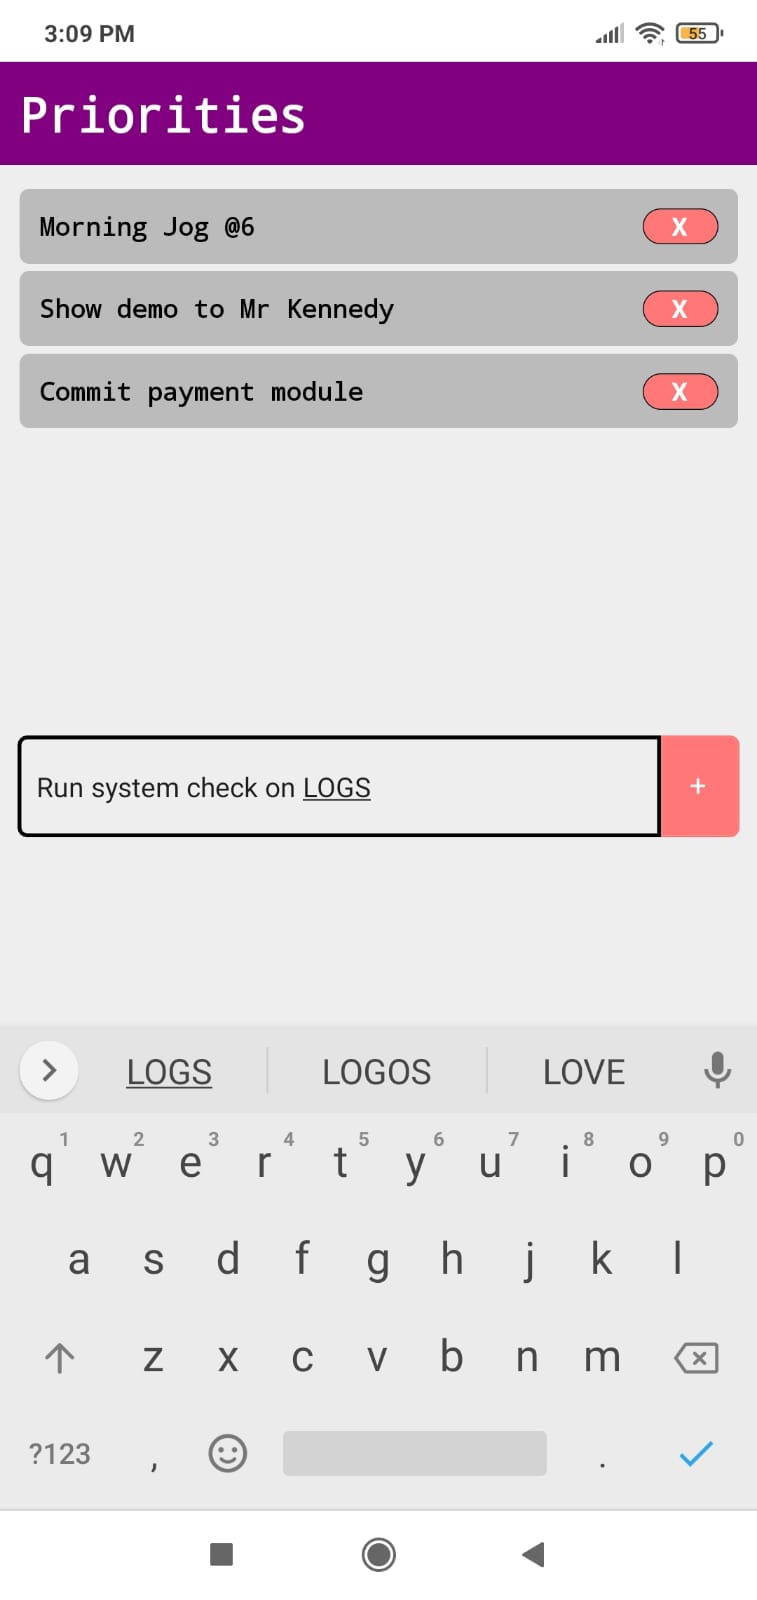 3:09 PM 55
Priorities
Morning Jog @6 X
Show demo to Mr Kennedy X
Commit payment module X
Run system check on LOGS +
LOGS LOGOS LOVE
1 2 3 4 5 6 7 8 9 0
q w e r t y u i o p
a s d f g h j k l
z x c v b n m
?123 , .